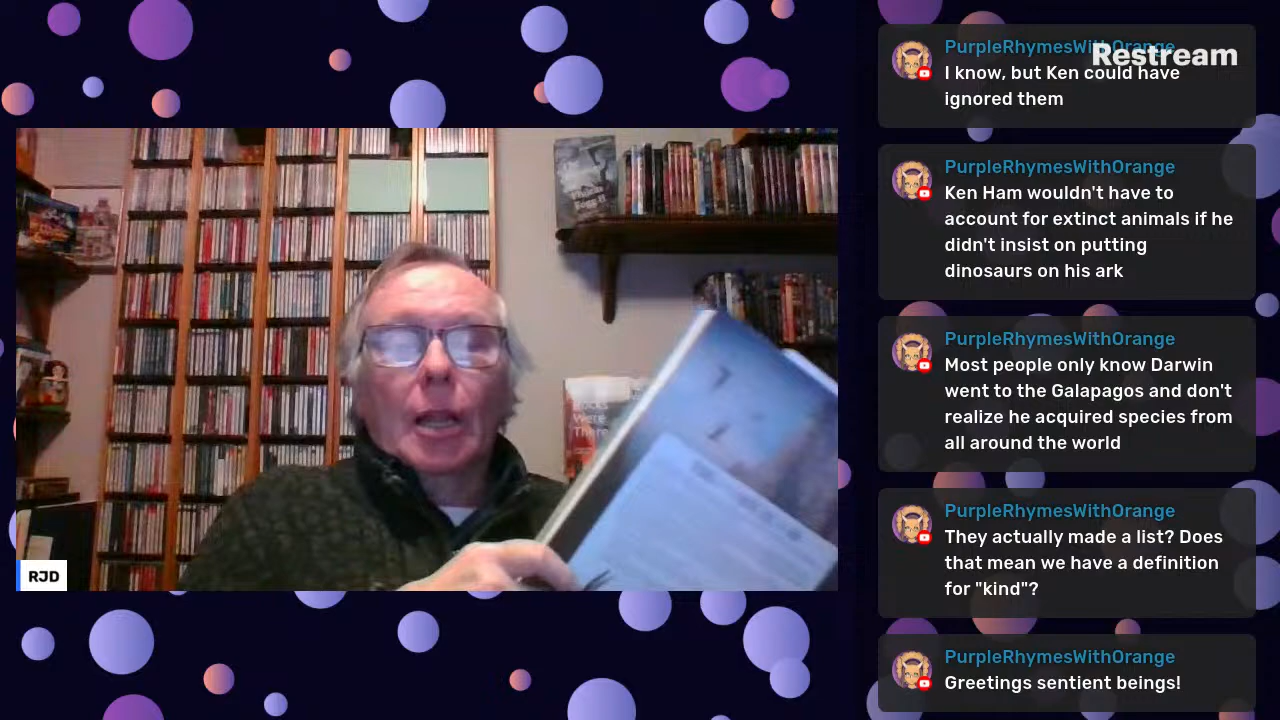 PurpleRhymesWithOrange
Restream
I know, but Ken could have
ignored them
PurpleRhymesWithOrange
Ken Ham wouldn't have to
account for extinct animals if he
didn't insist on putting
dinosaurs on his ark
PurpleRhymesWithOrange
Most people only know Darwin
went to the Galapagos and don't
realize he acquired species from
all around the world
PurpleRhymesWithOrange
They actually made a list? Does
that mean we have a definition
for "kind"?
PurpleRhymesWithOrange
Greetings sentient beings!
Rocks
Were
There
RJD